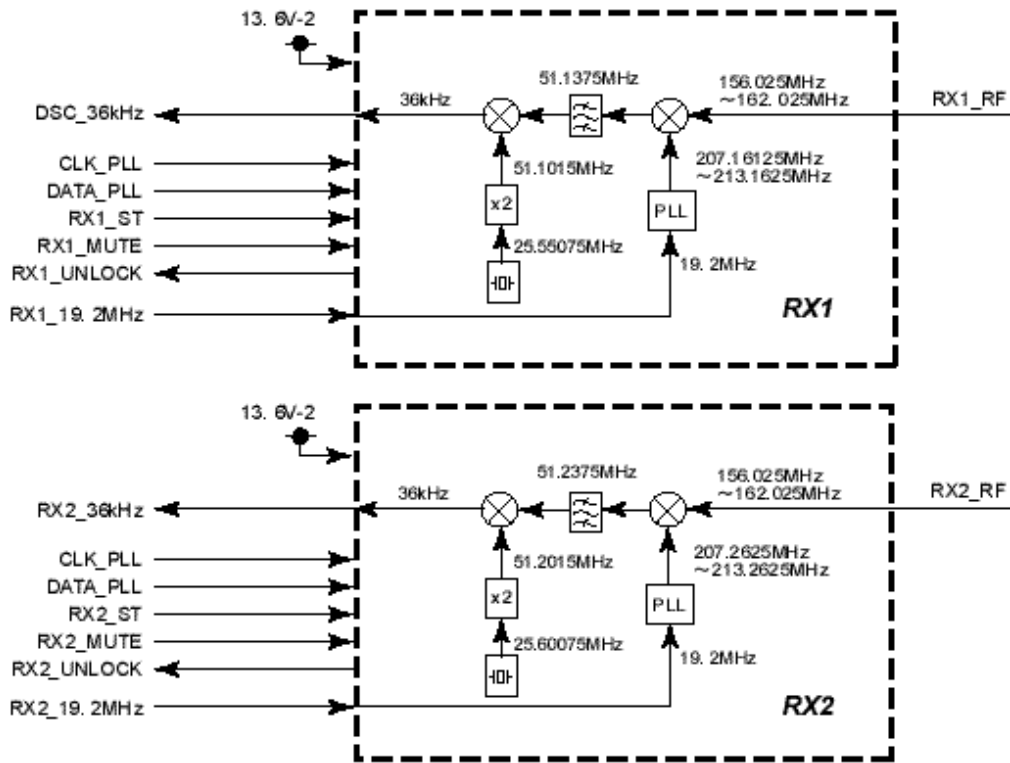 13. 6V-2
51.1375MHz
156.025MHz
~162. 025MHz
36kHz
RX1_RF
DSC_36kHz
CLK_PLL
207.16125MHz
~213.1625MHz
51.1015MHz
DATA_PLL
x2
PLL
RX1_ST
RX1_MUTE
25.55075MHz
19. 2MHz
RX1_UNLOCK
RX1_19. 2MHz
RX1
13. 6V-2
51.2375MHz
156.025MHz
~162.025MHz
36kHz
RX2_RF
RX2_36kHz
CLK_PLL
207.2625MHz
~213.2625MHz
51.2015MHz
DATA_PLL
x2
PLL
RX2_ST
RX2_MUTE
25.60075MHz
19.2MHz
RX2_UNLOCK
RX2_19. 2MHz
RX2